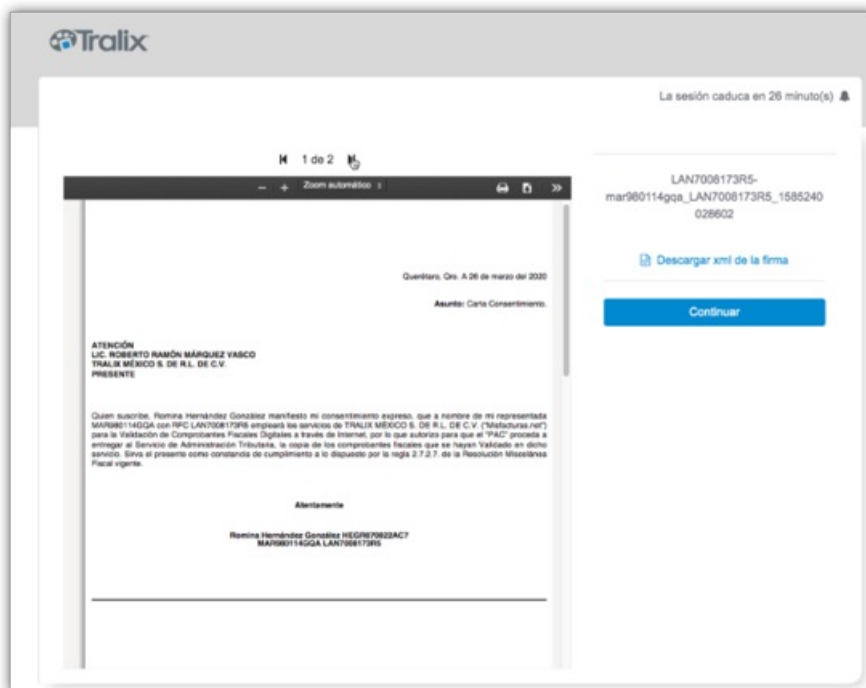 Tralix
La sesión caduca en 26 minuto(s)
1 de 2
Zoom automático
LAN7008173R5-
mar980114gqa_LAN7008173R5_1585240
028602
Descargar xml de la firma
Continuar
Querétaro, Qro. A 26 de marzo del 2020
Asunto: Carta Consentimiento.
ATENCIÓN
LIC. ROBERTO RAMÓN MÁRQUEZ VASCO
TRALIX MÉXICO S. DE R.L. DE C.V.
PRESENTE
Quien suscribe, Romina Hernández González manifiesto mi consentimiento expreso, que a nombre de mi representada
MAR980114GQA con RFC LAN7008173R5 empleará los servicios de TRALIX MÉXICO S. DE R.L. DE C.V. ("Misfacturas.net")
para la Validación de Comprobantes Fiscales Digitales a través de Internet, por lo que autoriza para que el "PAC" proceda a
entregar al Servicio de Administración Tributaria, la copia de los comprobantes fiscales que se hayan Validado en dicho
servicio. Sirva el presente como constancia de cumplimiento a lo dispuesto por la regla 2.7.2.7. de la Resolución Miscelánea
Fiscal vigente.
Atentamente
Romina Hernández González HEGR870822AC7
MAR980114GQA LAN7008173R5